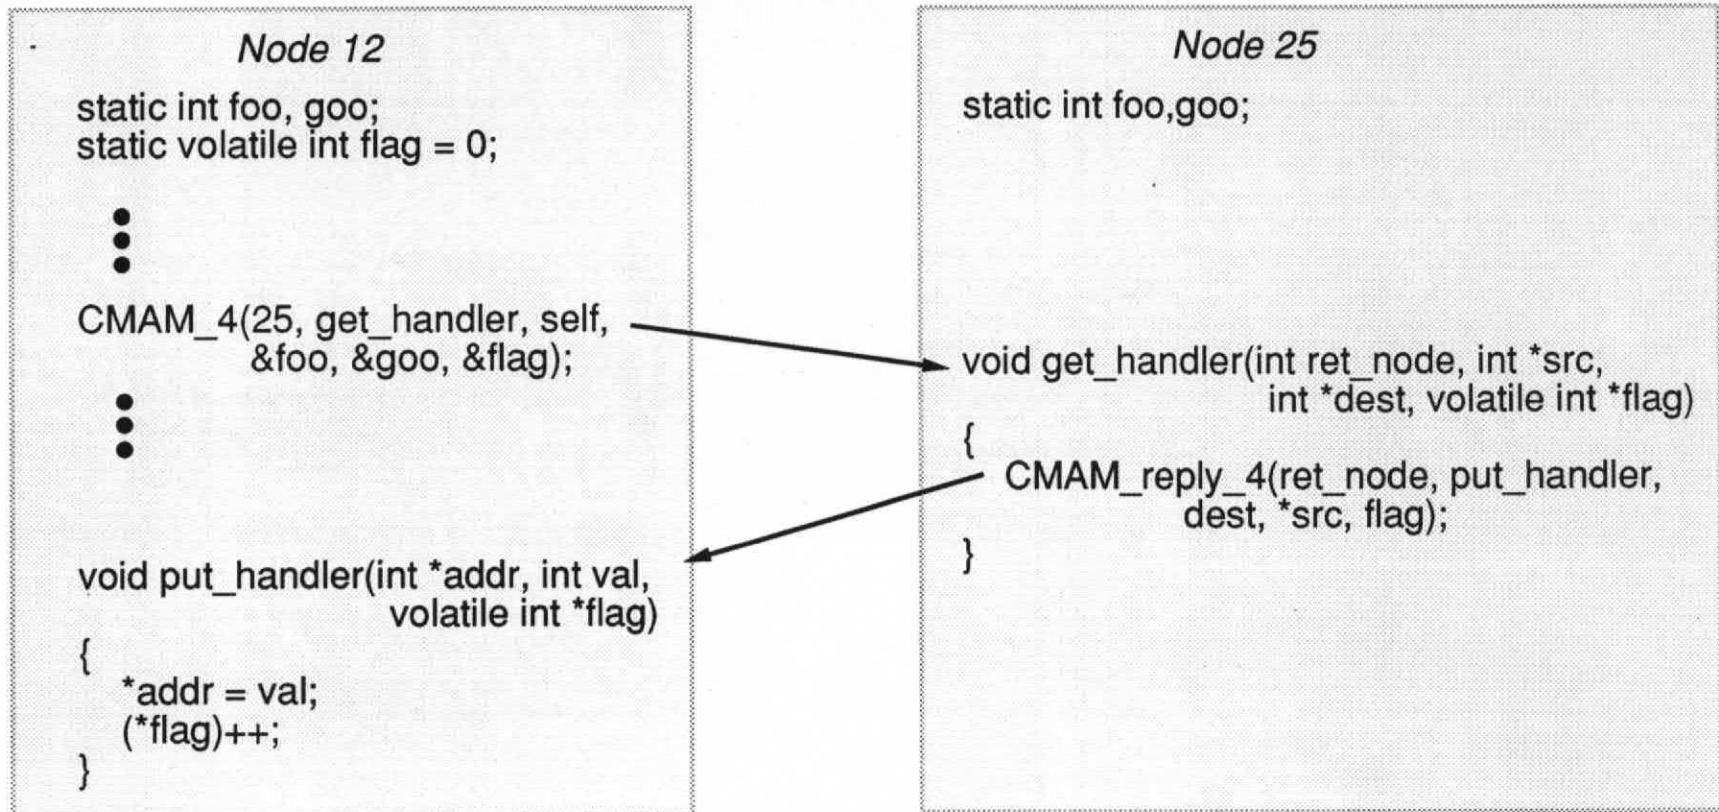 Node 12
static int foo, goo;
static volatile int flag = 0;
CMAM_4(25, get_handler, self,
&foo, &goo, &flag);
void put_handler(int *addr, int val,
volatile int *flag)
{
*addr = val;
(*flag)++;
}
Node 25
static int foo,goo;
void get_handler(int ret_node, int *src,
int *dest, volatile int *flag)
{
CMAM_reply_4(ret_node, put_handler,
dest, *src, flag);
}